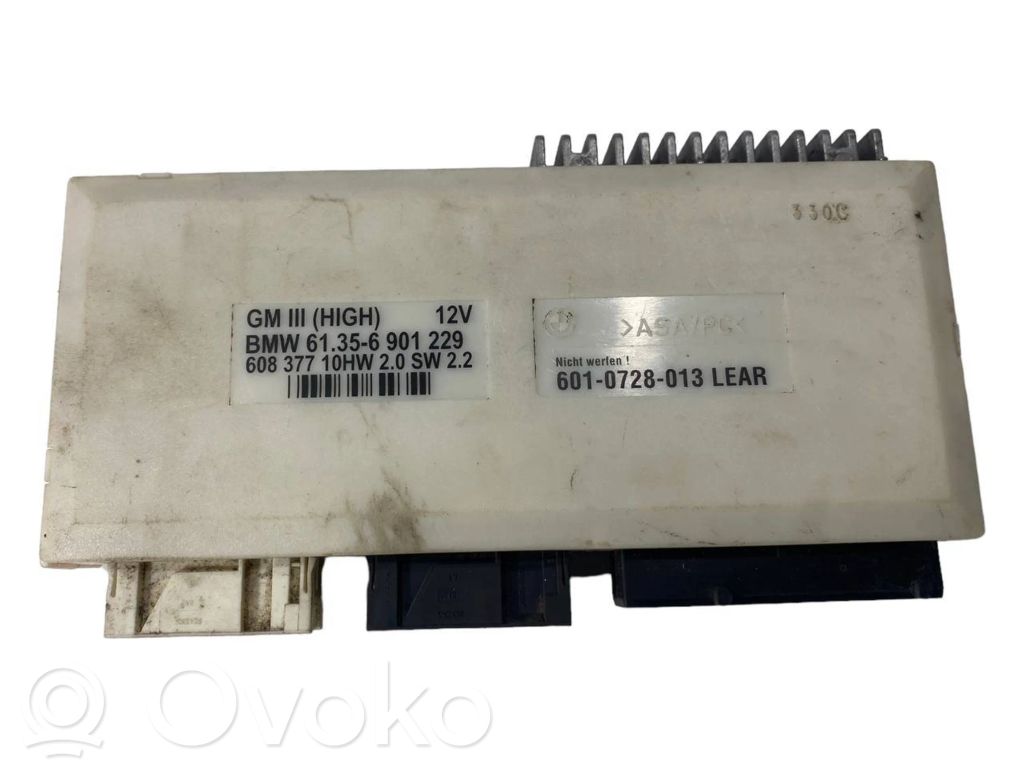 330C
GM III (HIGH) 12V
BMW 61.35-6 901 229
608 377 10HW 2.0 SW 2.2
>ASA/PC<
Nicht werfen !
601-0728-013 LEAR
Ovoko